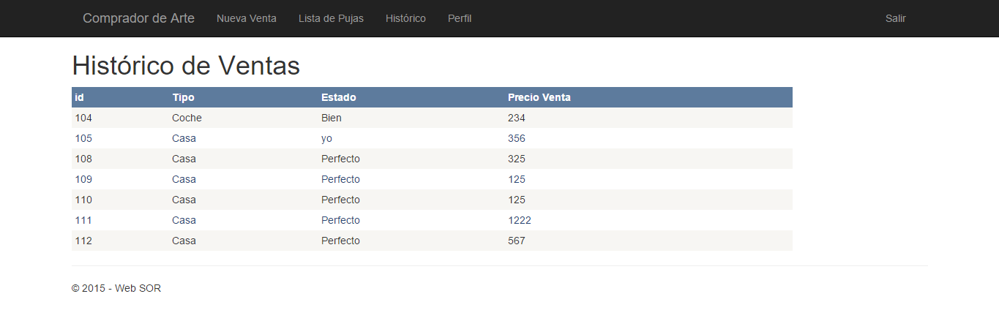 Comprador de Arte Nueva Venta Lista de Pujas Histórico Perfil Salir
Histórico de Ventas
id Tipo Estado Precio Venta
104 Coche Bien 234
105 Casa yo 356
108 Casa Perfecto 325
109 Casa Perfecto 125
110 Casa Perfecto 125
111 Casa Perfecto 1222
112 Casa Perfecto 567
© 2015 - Web SOR